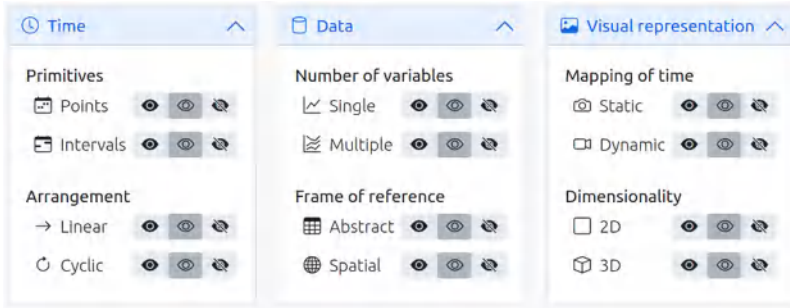 Time
Primitives
Points
Intervals
Arrangement
Linear
Cyclic
Data
Number of variables
Single
Multiple
Frame of reference
Abstract
Spatial
Visual representation
Mapping of time
Static
Dynamic
Dimensionality
2D
3D